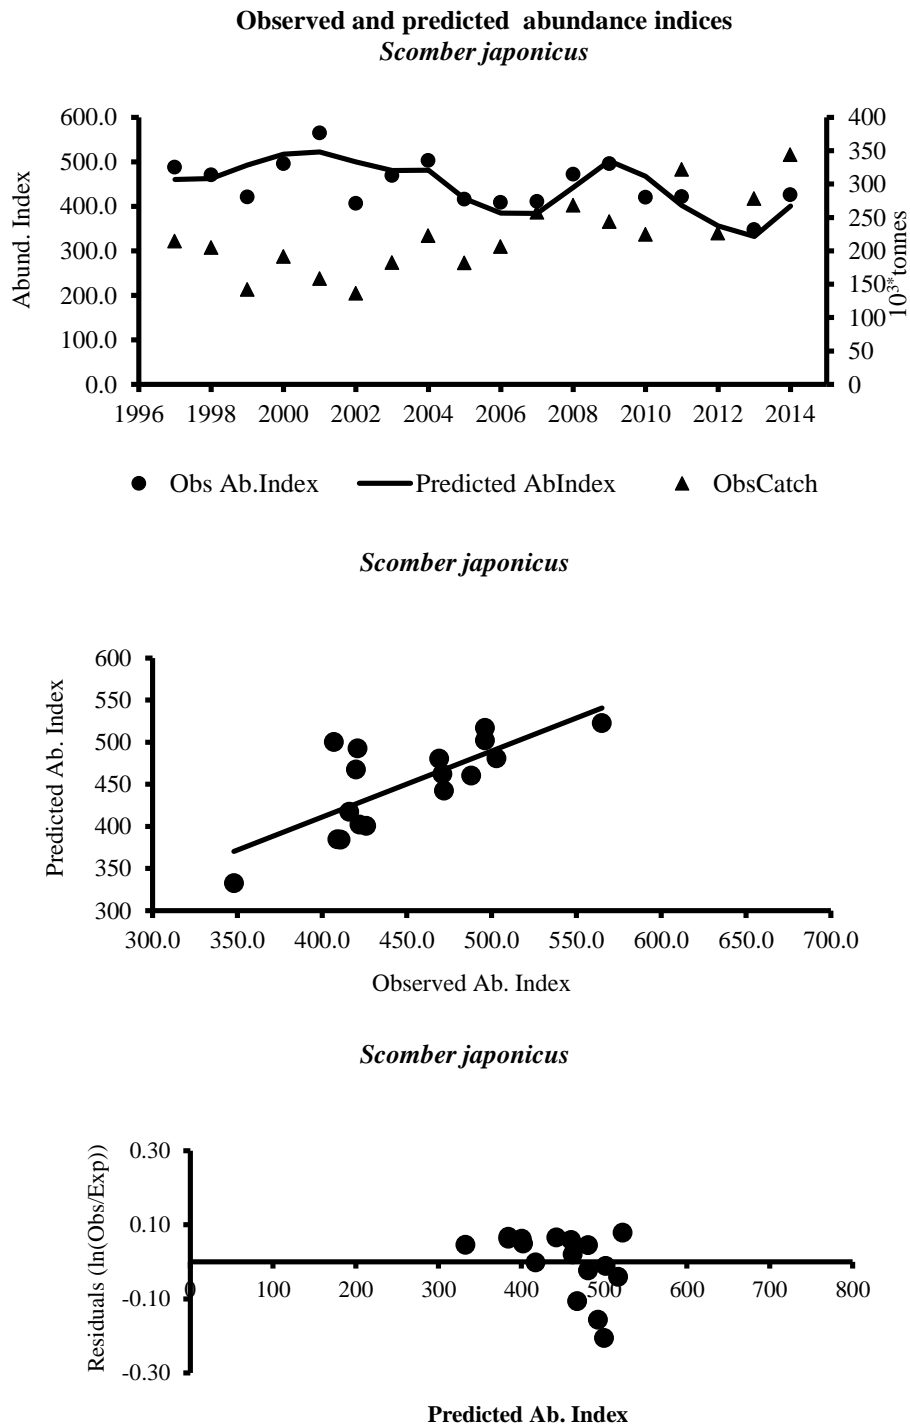 Observed and predicted abundance indices
Scomber japonicus
600.0 400
500.0 350
400.0 300
300.0 250
200.0 200
100.0 150
0.0 100
50
0
Abund. Index
10³*tonnes
1996 1998 2000 2002 2004 2006 2008 2010 2012 2014
Obs Ab.Index Predicted AbIndex ObsCatch
Scomber japonicus
600
550
500
450
400
350
300
Predicted Ab. Index
300.0 350.0 400.0 450.0 500.0 550.0 600.0 650.0 700.0
Observed Ab. Index
Scomber japonicus
0.30
0.10
-0.10
-0.30
Residuals (ln(Obs/Exp))
0 100 200 300 400 500 600 700 800
Predicted Ab. Index